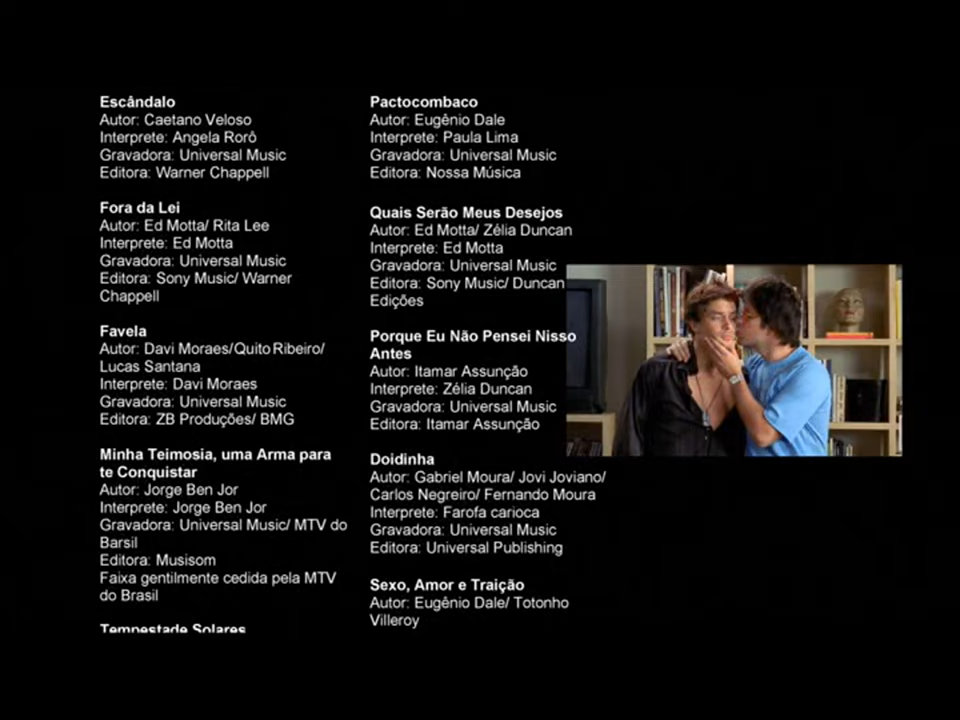 Escândalo
Autor: Caetano Veloso
Interprete: Angela Rorô
Gravadora: Universal Music
Editora: Warner Chappell
Fora da Lei
Autor: Ed Motta/ Rita Lee
Interprete: Ed Motta
Gravadora: Universal Music
Editora: Sony Music/ Warner
Chappell
Favela
Autor: Davi Moraes/Quito Ribeiro/
Lucas Santana
Interprete: Davi Moraes
Gravadora: Universal Music
Editora: ZB Produções/ BMG
Minha Teimosia, uma Arma para
te Conquistar
Autor: Jorge Ben Jor
Interprete: Jorge Ben Jor
Gravadora: Universal Music/ MTV do
Barsil
Editora: Musisom
Faixa gentilmente cedida pela MTV
do Brasil
Tempestade Solares
Pactocombaco
Autor: Eugênio Dale
Interprete: Paula Lima
Gravadora: Universal Music
Editora: Nossa Música
Quais Serão Meus Desejos
Autor: Ed Motta/ Zélia Duncan
Interprete: Ed Motta
Gravadora: Universal Music
Editora: Sony Music/ Duncan
Edições
Porque Eu Não Pensei Nisso
Antes
Autor: Itamar Assunção
Interprete: Zélia Duncan
Gravadora: Universal Music
Editora: Itamar Assunção
Doidinha
Autor: Gabriel Moura/ Jovi Joviano/
Carlos Negreiro/ Fernando Moura
Interprete: Farofa carioca
Gravadora: Universal Music
Editora: Universal Publishing
Sexo, Amor e Traição
Autor: Eugênio Dale/ Totonho
Villeroy